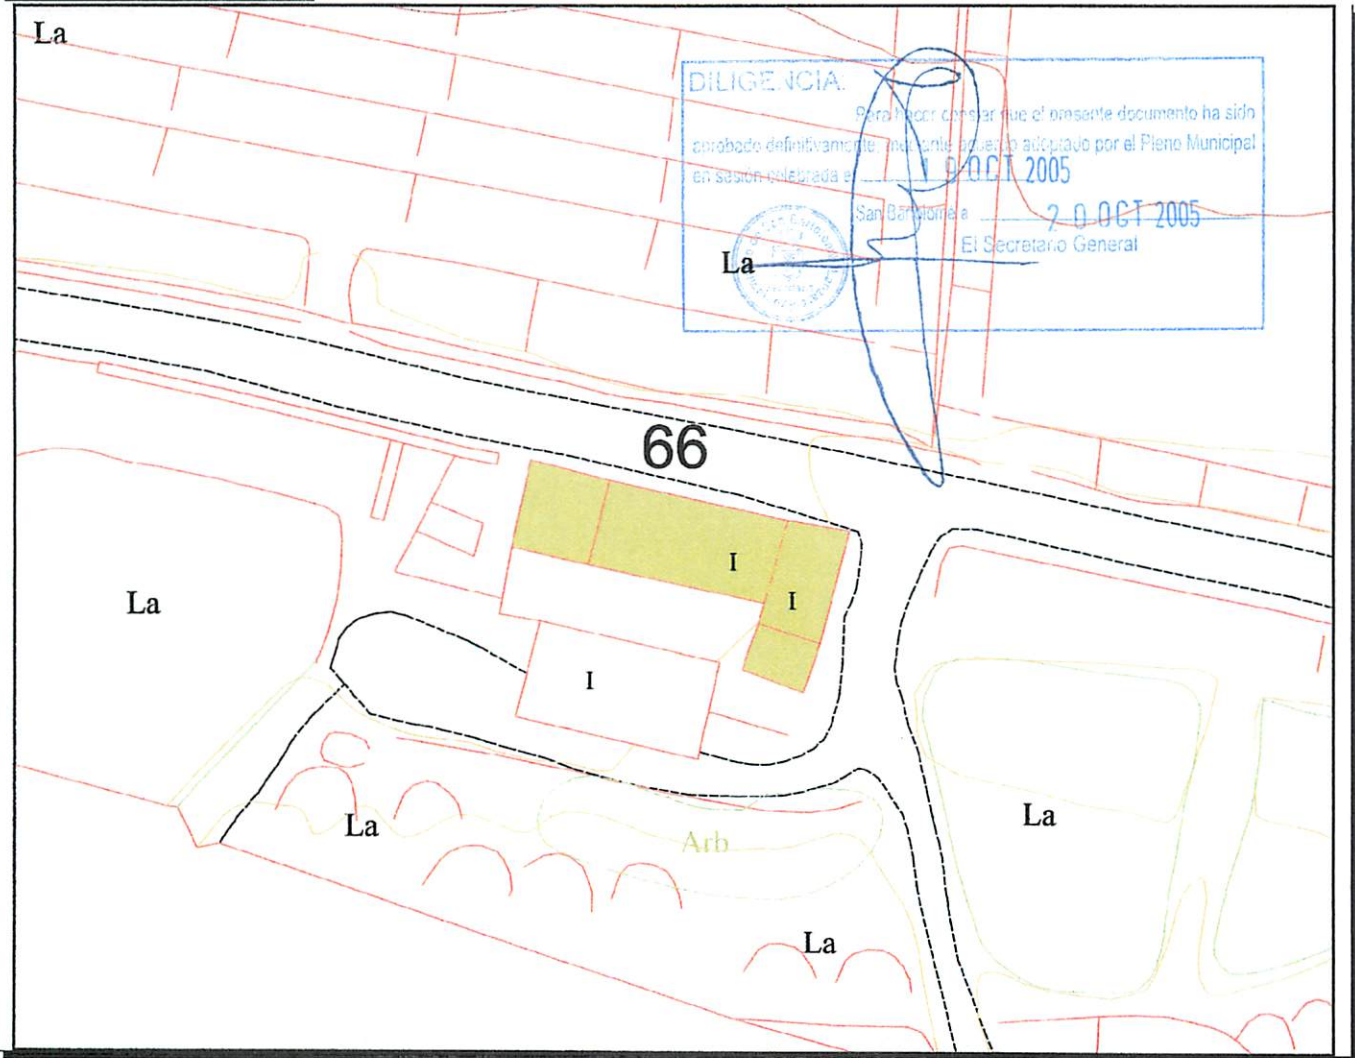 La
DILIGENCIA:
Para hacer constar que el presente documento ha sido
aprobado definitivamente, mediante acuerdo adoptado por el Pleno Municipal
en sesión celebrada el 19 OCT 2005
San Bartolomé a 20 OCT 2005
El Secretario General
La
66
I
I
La
I
La
La
Arb
La